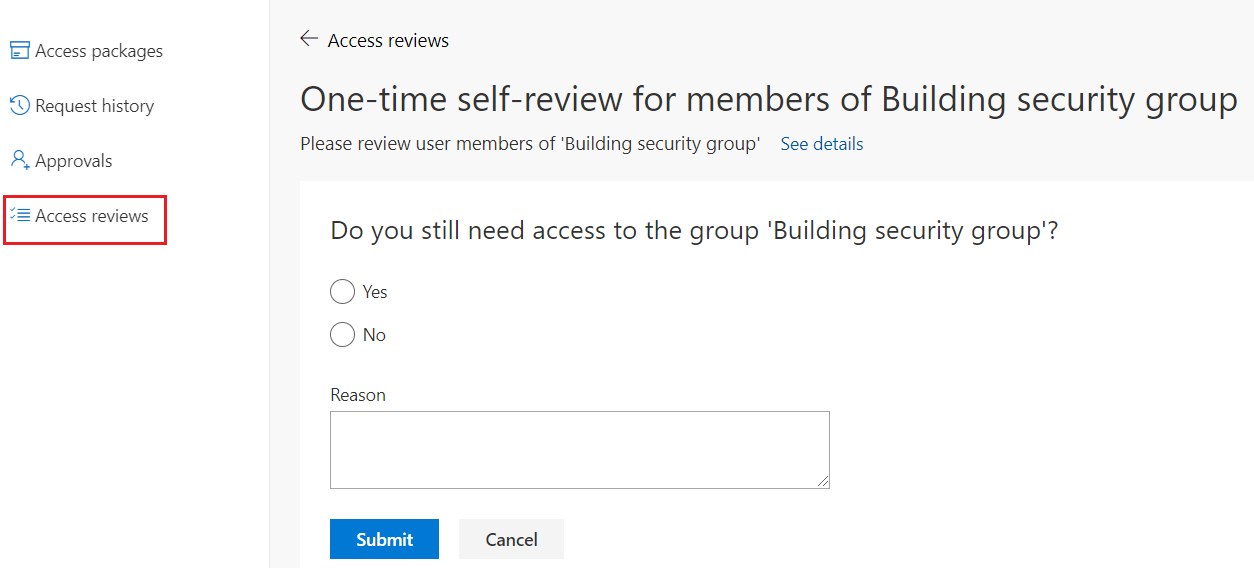 Access packages
Request history
Approvals
Access reviews
Access reviews
One-time self-review for members of Building security group
Please review user members of 'Building security group' See details
Do you still need access to the group 'Building security group'?
Yes
No
Reason
Submit Cancel